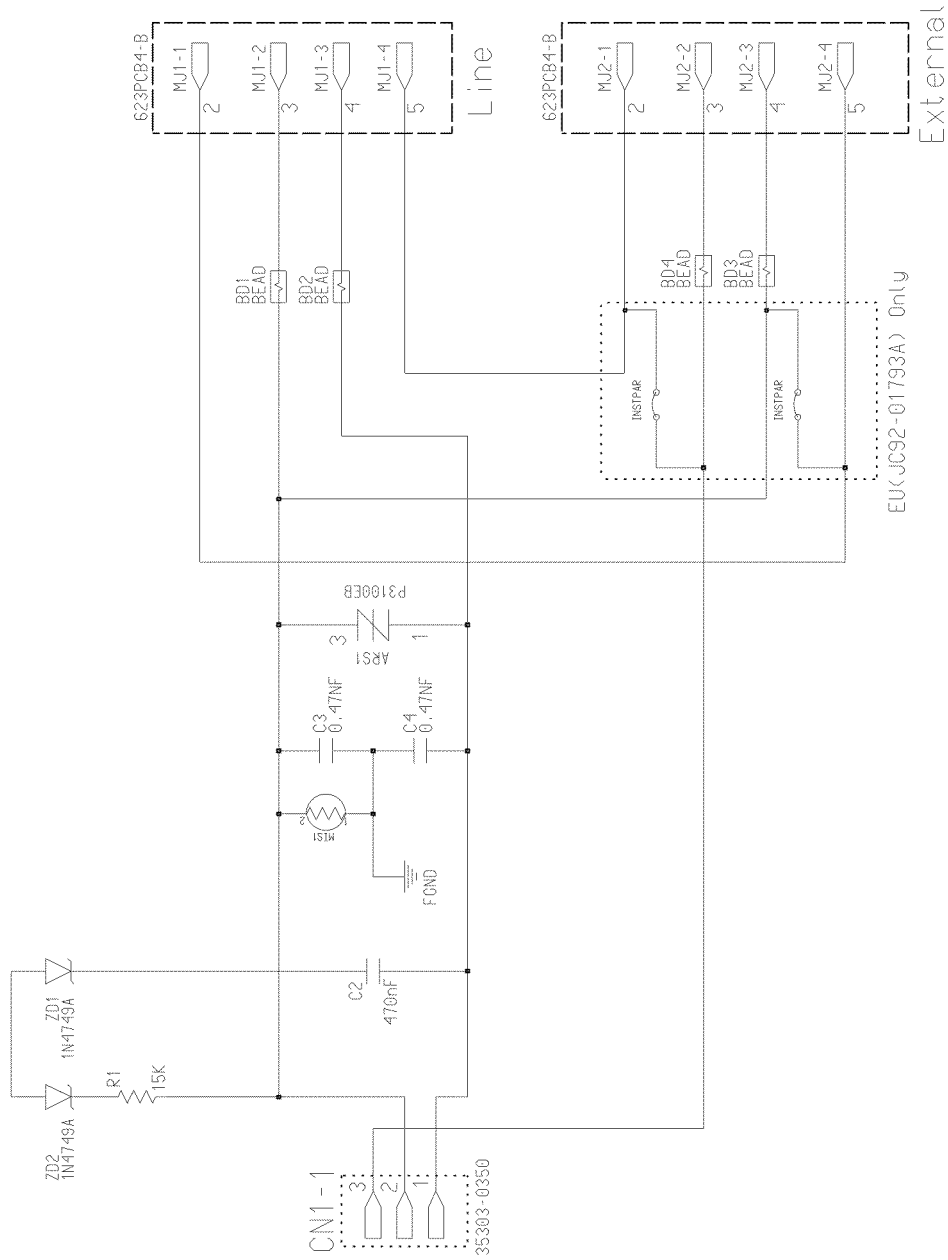 623PCB4-B
MJ1-1
2
MJ1-2
3
MJ1-3
4
MJ1-4
5
Line
623PCB4-B
MJ2-1
2
MJ2-2
3
MJ2-3
4
MJ2-4
5
External
BD1
BEAD
BD2
BEAD
BD4
BEAD
BD3
BEAD
INSTPAR
INSTPAR
EU(JC92-01793A) Only
P3100EB
3
1
ARS1
C3
0.47NF
C4
0.47NF
2
1
MIS1
FGND
ZD1
1N4749A
C2
470nF
ZD2
1N4749A
R1
15K
CN1-1
3
2
1
35303-0350